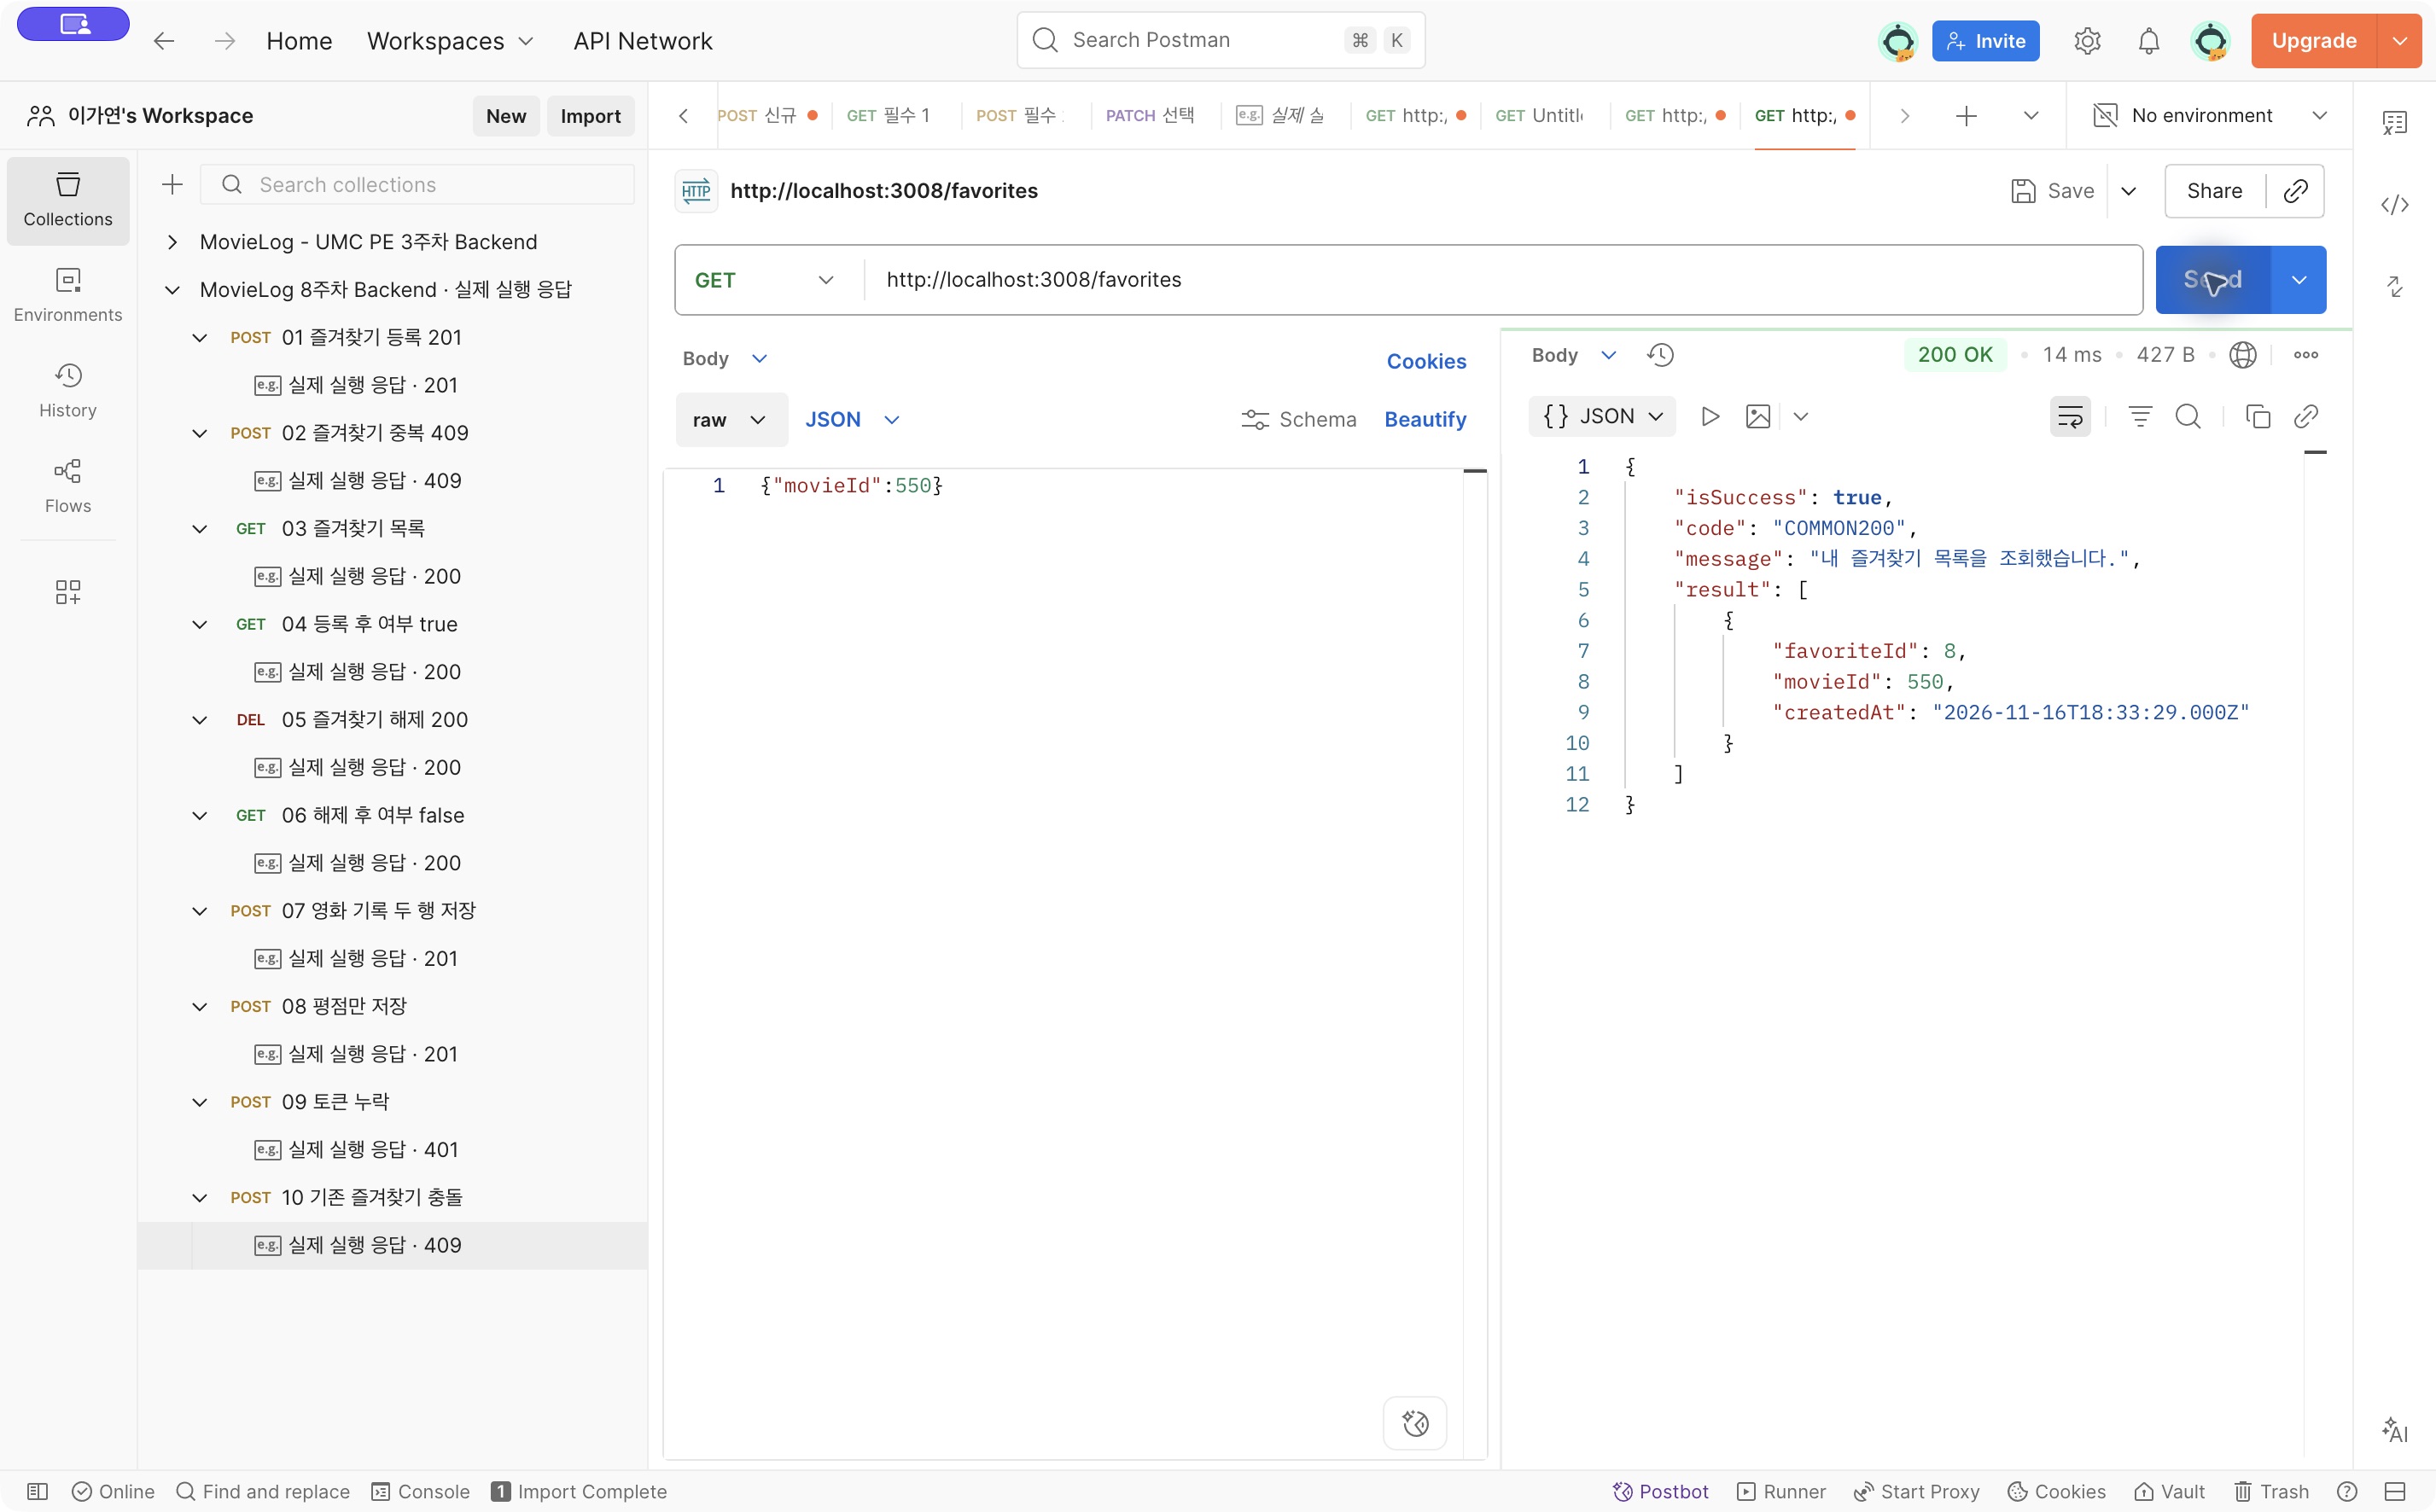 Home Workspaces API Network Search Postman ⌘ K Invite Upgrade
이가연's Workspace New Import
POST 신규 GET 필수 1 POST 필수 PATCH 선택 e.g. 실제 실 GET http:/ GET Untitl GET http:/ GET http:/ No environment
Collections
Environments
History
Flows
Search collections
MovieLog - UMC PE 3주차 Backend
MovieLog 8주차 Backend · 실제 실행 응답
POST 01 즐겨찾기 등록 201
e.g. 실제 실행 응답 · 201
POST 02 즐겨찾기 중복 409
e.g. 실제 실행 응답 · 409
GET 03 즐겨찾기 목록
e.g. 실제 실행 응답 · 200
GET 04 등록 후 여부 true
e.g. 실제 실행 응답 · 200
DEL 05 즐겨찾기 해제 200
e.g. 실제 실행 응답 · 200
GET 06 해제 후 여부 false
e.g. 실제 실행 응답 · 200
POST 07 영화 기록 두 행 저장
e.g. 실제 실행 응답 · 201
POST 08 평점만 저장
e.g. 실제 실행 응답 · 201
POST 09 토큰 누락
e.g. 실제 실행 응답 · 401
POST 10 기존 즐겨찾기 충돌
e.g. 실제 실행 응답 · 409
HTTP http://localhost:3008/favorites Save Share
GET http://localhost:3008/favorites Send
Body Cookies
raw JSON Schema Beautify
1 {"movieId":550}
Body 200 OK • 14 ms • 427 B •
{} JSON
1 {
2 "isSuccess": true,
3 "code": "COMMON200",
4 "message": "내 즐겨찾기 목록을 조회했습니다.",
5 "result": [
6 {
7 "favoriteId": 8,
8 "movieId": 550,
9 "createdAt": "2026-11-16T18:33:29.000Z"
10 }
11 ]
12 }
AI
Online Find and replace Console 1 Import Complete Postbot Runner Start Proxy Cookies Vault Trash